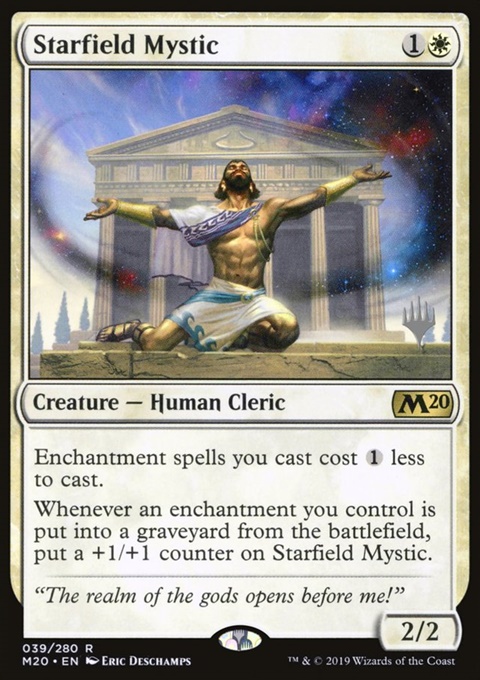 Starfield Mystic 1
Creature — Human Cleric M20
Enchantment spells you cast cost 1 less
to cast.
Whenever an enchantment you control is
put into a graveyard from the battlefield,
put a +1/+1 counter on Starfield Mystic.
“The realm of the gods opens before me!”
2/2
039/280 R
M20 • EN Eric Deschamps
™ & © 2019 Wizards of the Coast